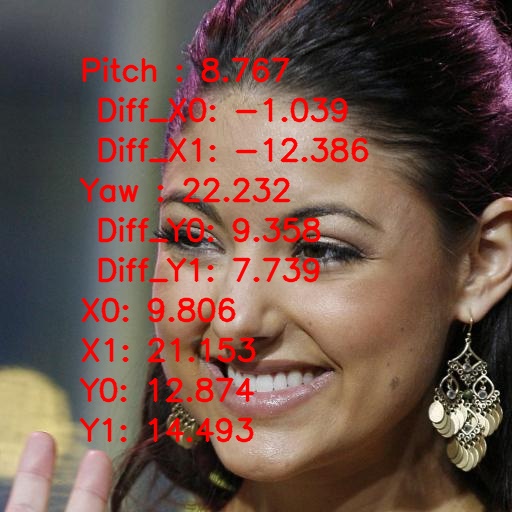 Pitch : 8.767
Diff_X0: -1.039
Diff_X1: -12.386
Yaw : 22.232
Diff_Y0: 9.358
Diff_Y1: 7.739
X0: 9.806
X1: 21.153
Y0: 12.874
Y1: 14.493